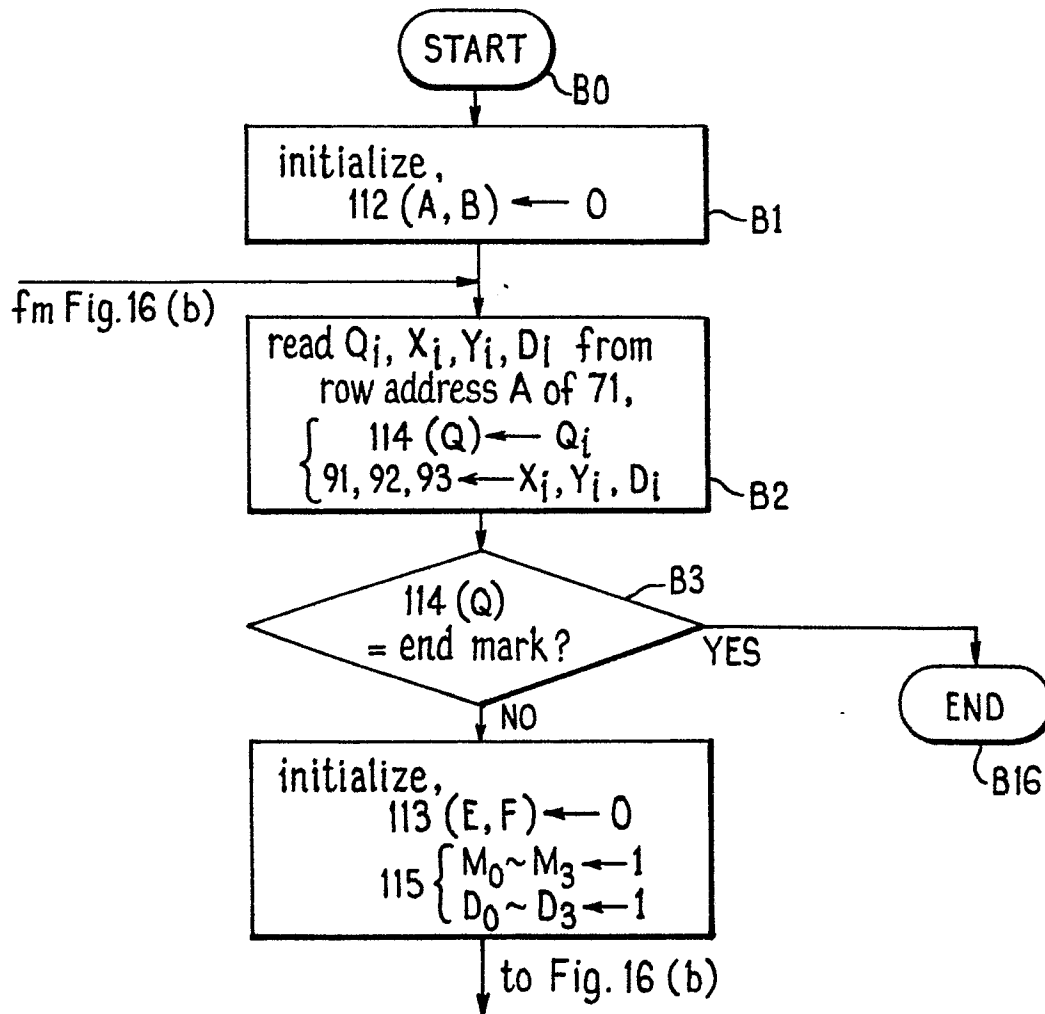 START
B0
initialize,
112 (A, B) ← 0
B1
fm Fig. 16 (b)
read Qi, Xi, Yi, Di from
row address A of 71,
114 (Q) ← Qi
91, 92, 93 ← Xi, Yi, Di
B2
B3
114 (Q)
= end mark?
YES
NO
END
B16
initialize,
113 (E, F) ← 0
115 { M0 ~ M3 ← 1
D0 ~ D3 ← 1
to Fig. 16 (b)